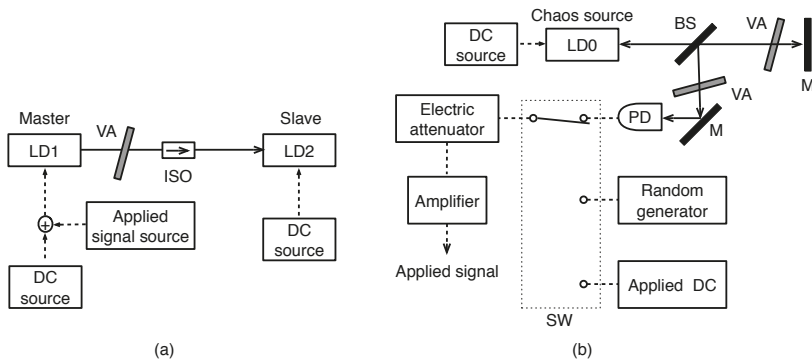 Master
LD1
VA
ISO
Slave
LD2
+
Applied
signal source
DC
source
DC
source
(a)
Chaos source
DC
source
LD0
BS
VA
M
VA
M
PD
Electric
attenuator
Amplifier
Applied signal
Random
generator
Applied DC
SW
(b)